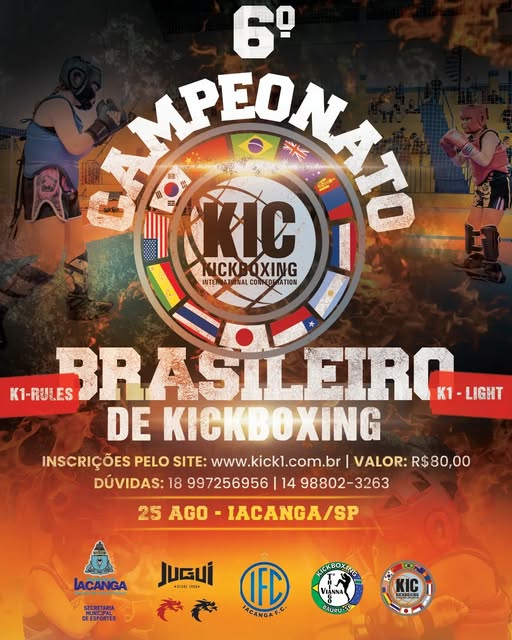 6º
CAMPEONATO
KIC
KICKBOXING
INTERNATIONAL CONFEDERATION
BRASILEIRO
K1-RULES
K1 - LIGHT
DE KICKBOXING
INSCRIÇÕES PELO SITE: www.kick1.com.br | VALOR: R$80,00
DÚVIDAS: 18 997256956 | 14 98802-3263
25 AGO - IACANGA/SP
IACANGA
SECRETARIA
MUNICIPAL
DE ESPORTES
JUGUI
IFC
IACANGA F.C.
KICKBOXING
THIAGO
VIANNA
BAURU
KIC
KICKBOXING